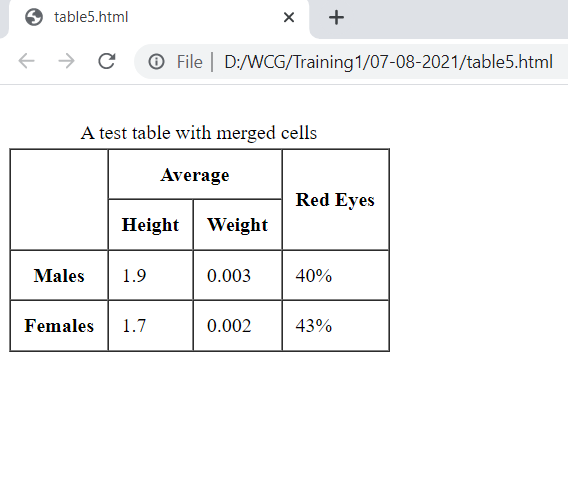 table5.html
File | D:/WCG/Training1/07-08-2021/table5.html
A test table with merged cells
Average
Red Eyes
Height Weight
Males 1.9 0.003 40%
Females 1.7 0.002 43%